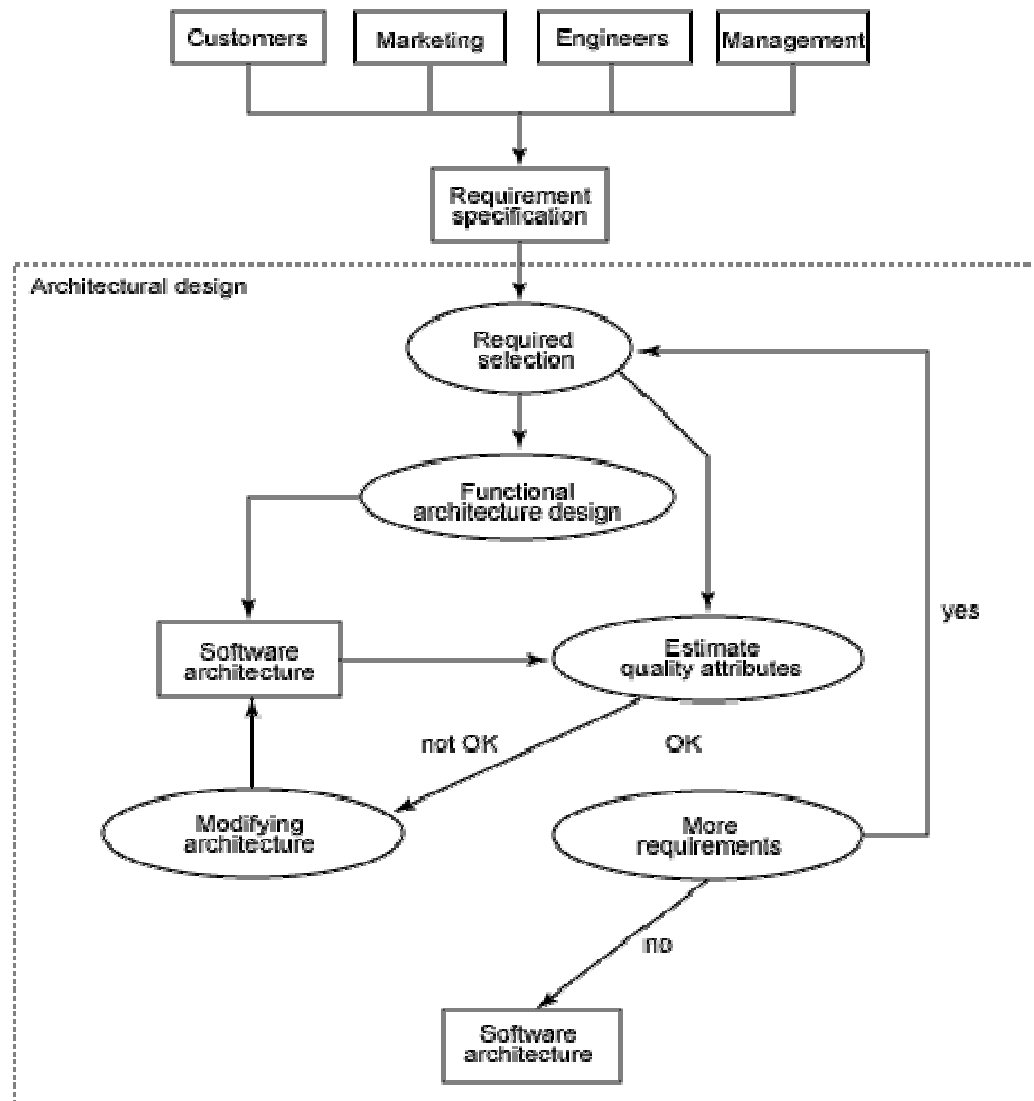 Customers
Marketing
Engineers
Management
Requirement
specification
Architectural design
Required
selection
Functional
architecture design
Software
architecture
Estimate
quality attributes
yes
not OK
OK
Modifying
architecture
More
requirements
no
Software
architecture